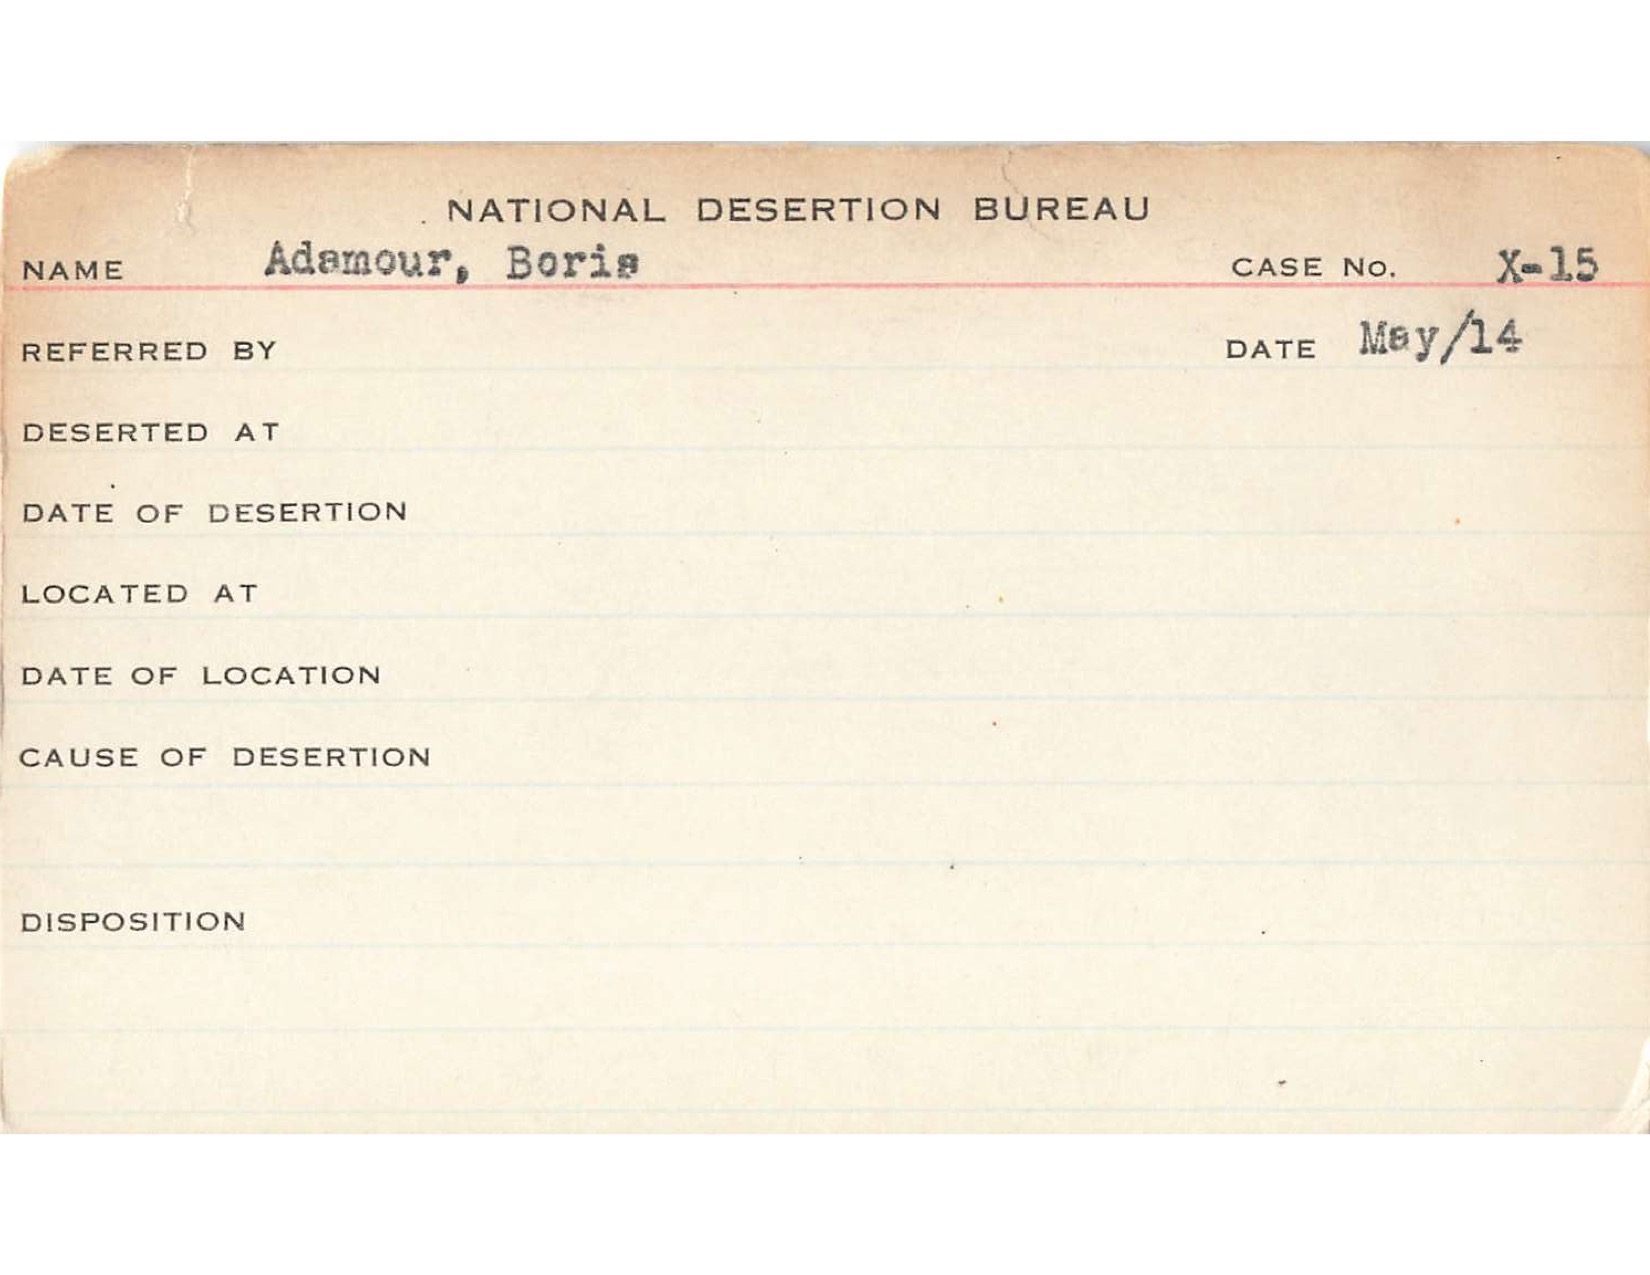 NATIONAL DESERTION BUREAU
NAME Adamour, Boris CASE No. X-15
REFERRED BY DATE May/14
DESERTED AT
DATE OF DESERTION
LOCATED AT
DATE OF LOCATION
CAUSE OF DESERTION
DISPOSITION